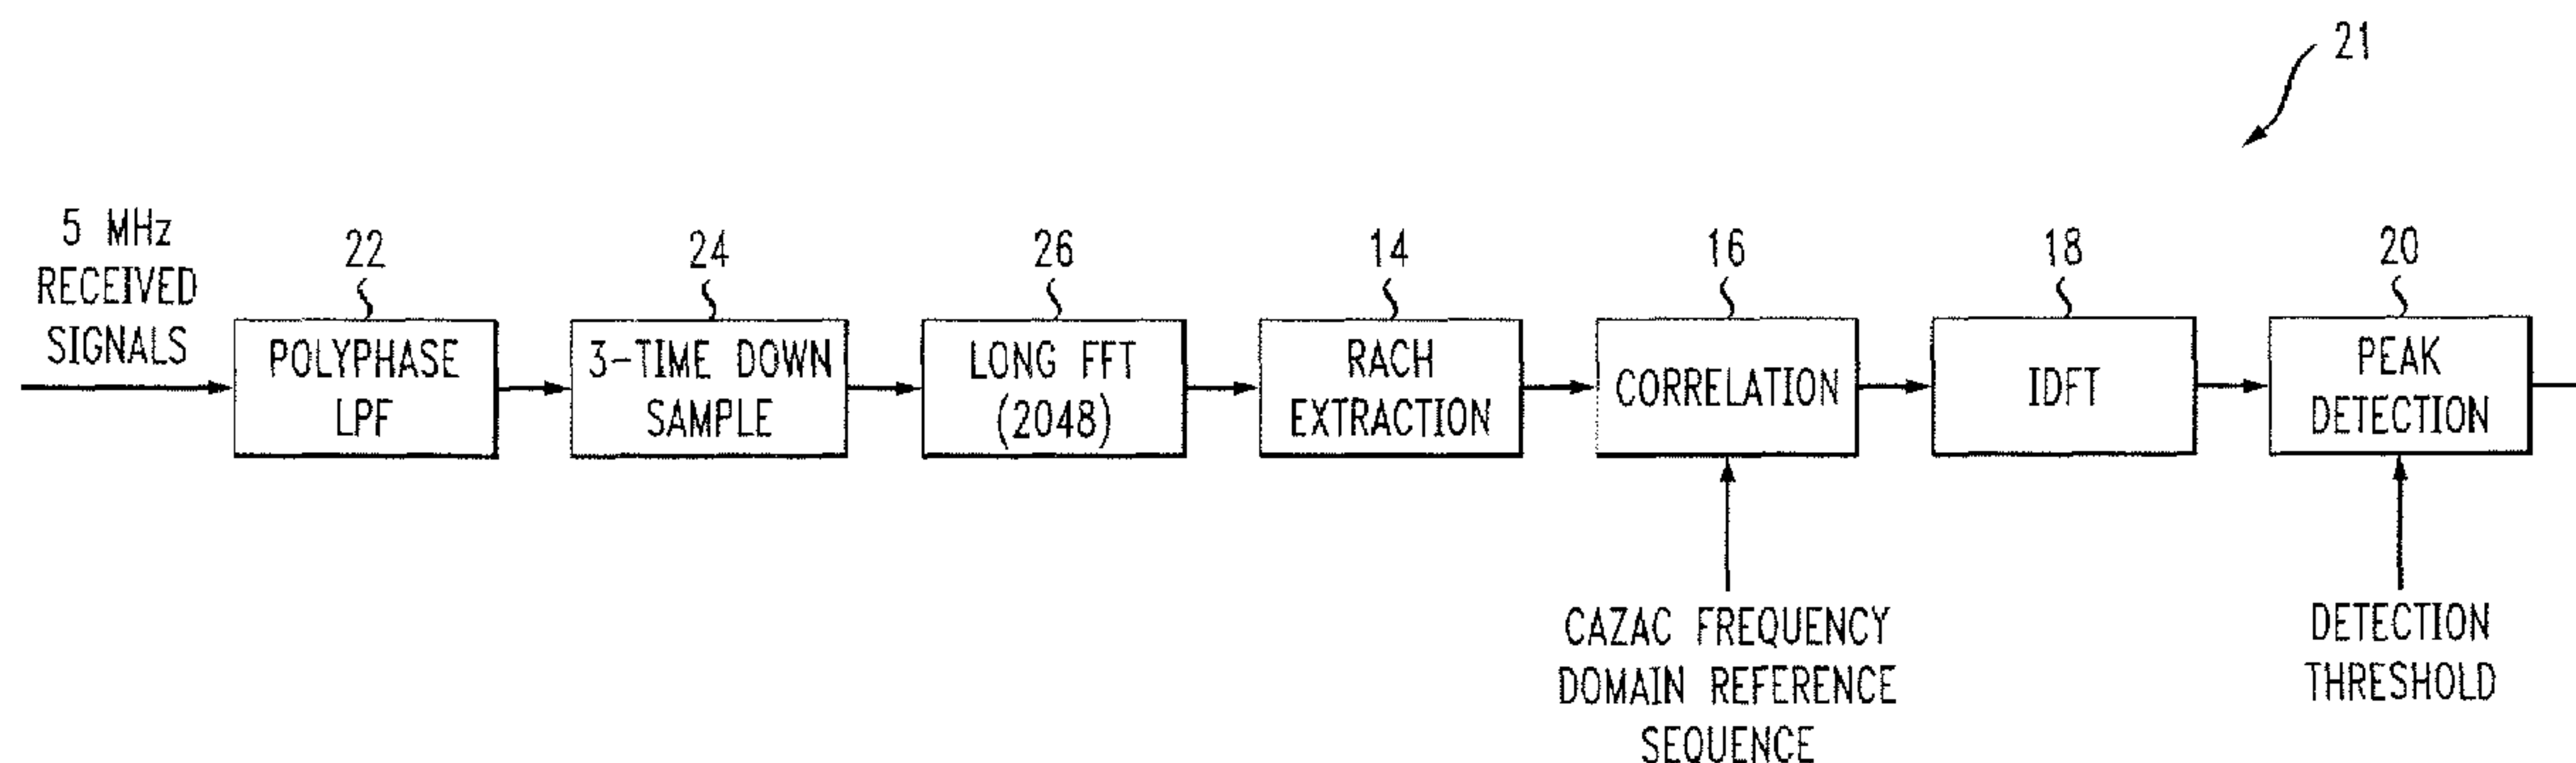 21
5 MHz
RECEIVED
SIGNALS
22
POLYPHASE
LPF
24
3-TIME DOWN
SAMPLE
26
LONG FFT
(2048)
14
RACH
EXTRACTION
16
CORRELATION
18
IDFT
20
PEAK
DETECTION
CAZAC FREQUENCY
DOMAIN REFERENCE
SEQUENCE
DETECTION
THRESHOLD